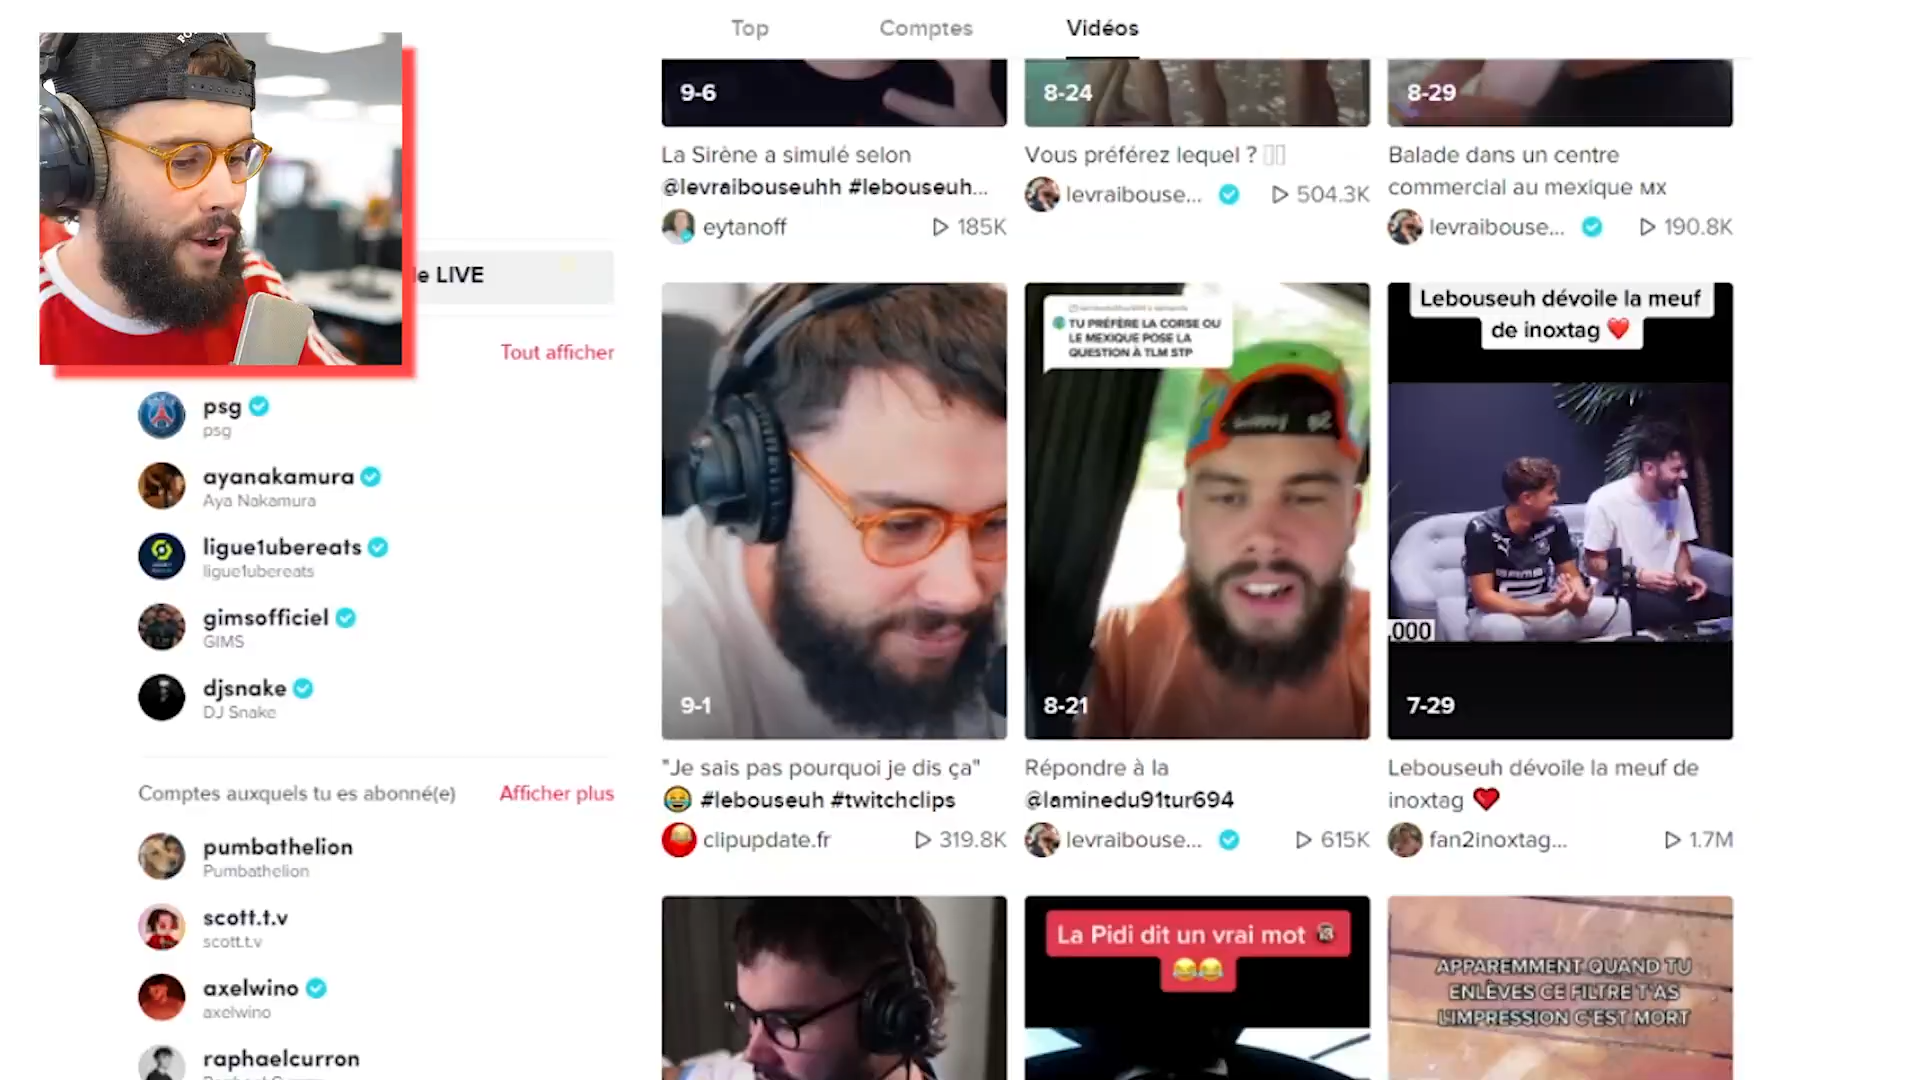 Top
Comptes
Vidéos
le LIVE
Tout afficher
psg
psg
ayanakamura
Aya Nakamura
ligue1ubereats
ligue1ubereats
gimsofficiel
GIMS
djsnake
DJ Snake
Comptes auxquels tu es abonné(e)
Afficher plus
pumbathelion
Pumbathelion
scott.t.v
scott.t.v
axelwino
axelwino
raphaelcurron
9-6
La Sirène a simulé selon
@levraibouseuhh #lebouseuh...
eytanoff
185K
8-24
Vous préférez lequel ?
levraibouse...
504.3K
8-29
Balade dans un centre
commercial au mexique MX
levraibouse...
190.8K
9-1
"Je sais pas pourquoi je dis ça"
😂 #lebouseuh #twitchclips
clipupdate.fr
319.8K
TU PRÉFÈRE LA CORSE OU
LE MEXIQUE POSE LA
QUESTION À TLM STP
8-21
Répondre à la
@laminedu91tur694
levraibouse...
615K
Lebouseuh dévoile la meuf
de inoxtag ❤️
.000
7-29
Lebouseuh dévoile la meuf de
inoxtag ❤️
fan2inoxtag...
1.7M
La Pidi dit un vrai mot
😂😂
APPAREMMENT QUAND TU
ENLÈVES CE FILTRE T'AS
L'IMPRESSION C'EST MORT